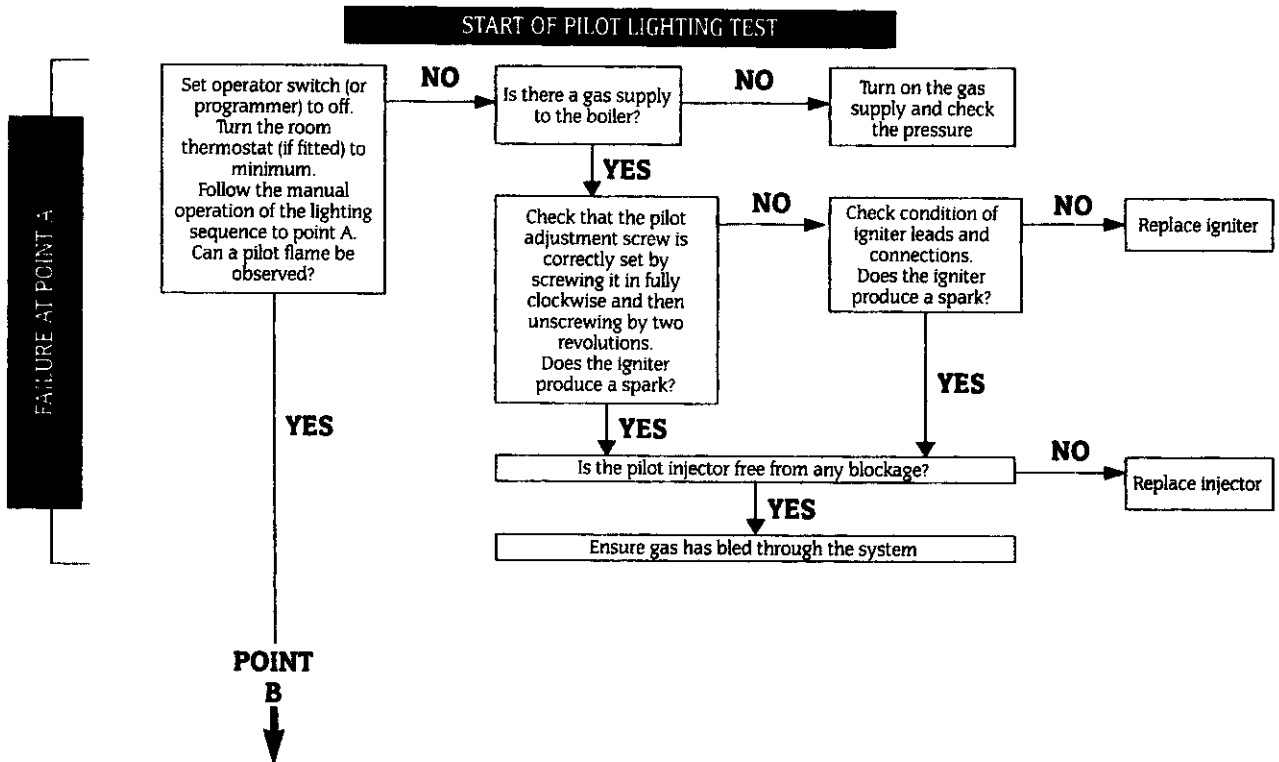 START OF PILOT LIGHTING TEST
FAILURE AT POINT A
Set operator switch (or
programmer) to off.
Turn the room
thermostat (if fitted) to
minimum.
Follow the manual
operation of the lighting
sequence to point A.
Can a pilot flame be
observed?
NO
Is there a gas supply
to the boiler?
NO
Turn on the gas
supply and check
the pressure
YES
Check that the pilot
adjustment screw is
correctly set by
screwing it in fully
clockwise and then
unscrewing by two
revolutions.
Does the igniter
produce a spark?
NO
Check condition of
igniter leads and
connections.
Does the igniter
produce a spark?
NO
Replace igniter
YES
YES
YES
Is the pilot injector free from any blockage?
NO
Replace injector
YES
Ensure gas has bled through the system
POINT
B